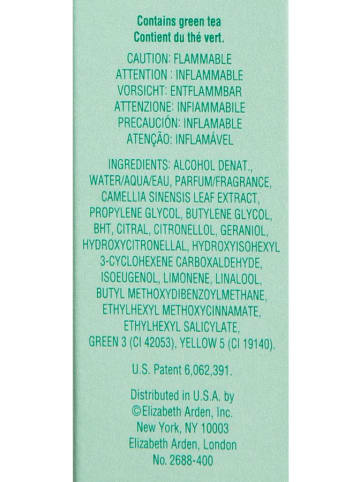 Contains green tea
Contient du thé vert.
CAUTION: FLAMMABLE
ATTENTION : INFLAMMABLE
VORSICHT: ENTFLAMMBAR
ATTENZIONE: INFIAMMABILE
PRECAUCIÓN: INFLAMABLE
ATENÇÃO: INFLAMÁVEL
INGREDIENTS: ALCOHOL DENAT.,
WATER/AQUA/EAU, PARFUM/FRAGRANCE,
CAMELLIA SINENSIS LEAF EXTRACT,
PROPYLENE GLYCOL, BUTYLENE GLYCOL,
BHT, CITRAL, CITRONELLOL, GERANIOL,
HYDROXYCITRONELLAL, HYDROXYISOHEXYL
3-CYCLOHEXENE CARBOXALDEHYDE,
ISOEUGENOL, LIMONENE, LINALOOL,
BUTYL METHOXYDIBENZOYLMETHANE,
ETHYLHEXYL METHOXYCINNAMATE,
ETHYLHEXYL SALICYLATE,
GREEN 3 (CI 42053), YELLOW 5 (CI 19140).
U.S. Patent 6,062,391.
Distributed in U.S.A. by
©Elizabeth Arden, Inc.
New York, NY 10003
Elizabeth Arden, London
No. 2688-400